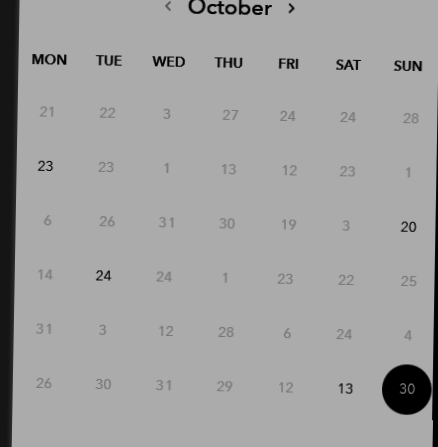 ‹ October ›
MON TUE WED THU FRI SAT SUN
21 22 3 27 24 24 28
23 23 1 13 12 23 1
6 26 31 30 19 3 20
14 24 24 1 23 22 25
31 3 12 28 6 24 4
26 30 31 29 12 13 30